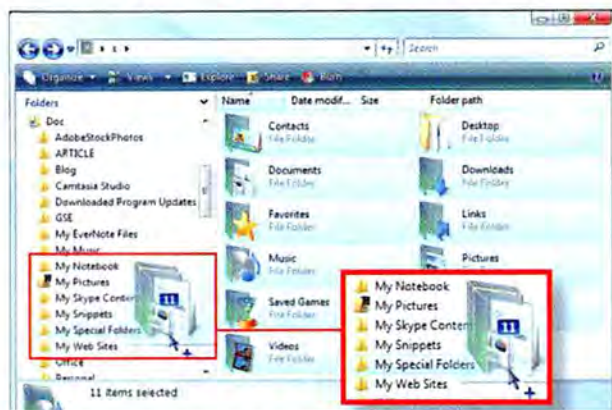 Search
Organize Views Explore Share Burn
Folders
Name Date modif... Size Folder path
Doc
AdobeStockPhotos
ARTICLE
Blog
Camtasia Studio
Downloaded Program Updates
GSE
My EverNote Files
My Music
My Notebook
My Pictures
My Skype Conten
My Snippets
My Special Folders
My Web Sites
Office
Personal
11
Contacts
File Folder
Desktop
File Folder
Documents
File Folder
Downloads
File Folder
Favorites
File Folder
Links
File Folder
Music
File Folder
Pictures
Saved Games
File Folder
Videos
File Folder
My Notebook
My Pictures
My Skype Conten
My Snippets
My Special Folders
My Web Sites
11
11 items selected